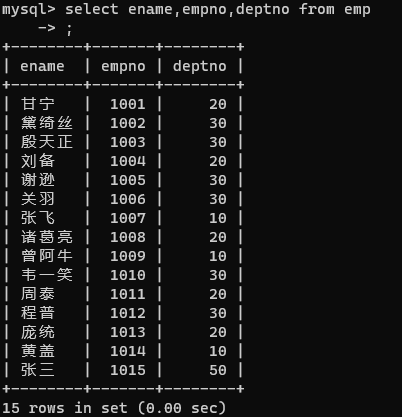 mysql> select ename,empno,deptno from emp
    -> ;
+--------+-------+--------+
| ename  | empno | deptno |
+--------+-------+--------+
| 甘宁   |  1001 |     20 |
| 黛绮丝 |  1002 |     30 |
| 殷天正 |  1003 |     30 |
| 刘备   |  1004 |     20 |
| 谢逊   |  1005 |     30 |
| 关羽   |  1006 |     30 |
| 张飞   |  1007 |     10 |
| 诸葛亮 |  1008 |     20 |
| 曾阿牛 |  1009 |     10 |
| 韦一笑 |  1010 |     30 |
| 周泰   |  1011 |     20 |
| 程普   |  1012 |     30 |
| 庞统   |  1013 |     20 |
| 黄盖   |  1014 |     10 |
| 张三   |  1015 |     50 |
+--------+-------+--------+
15 rows in set (0.00 sec)